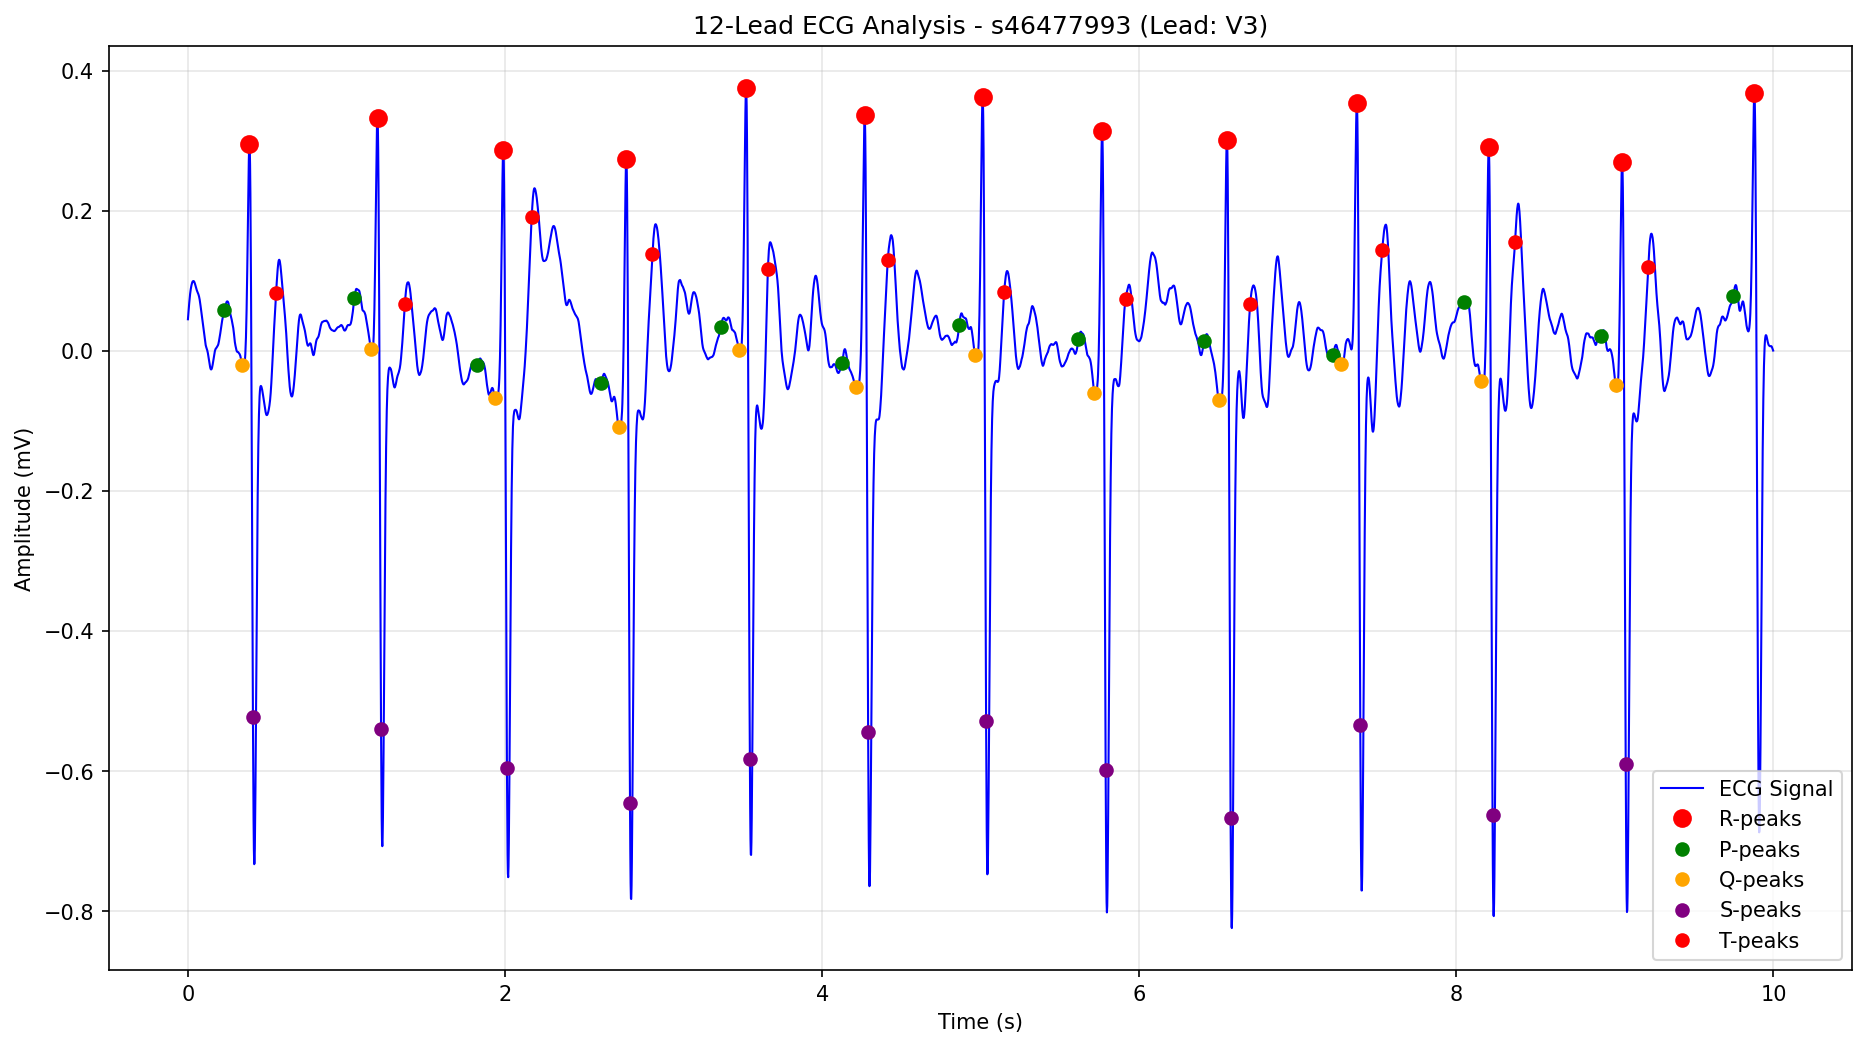 12-Lead ECG Analysis - s46477993 (Lead: V3)
Amplitude (mV)
0.4
0.2
0.0
−0.2
−0.4
−0.6
−0.8
0 2 4 6 8 10
Time (s)
ECG Signal
R-peaks
P-peaks
Q-peaks
S-peaks
T-peaks